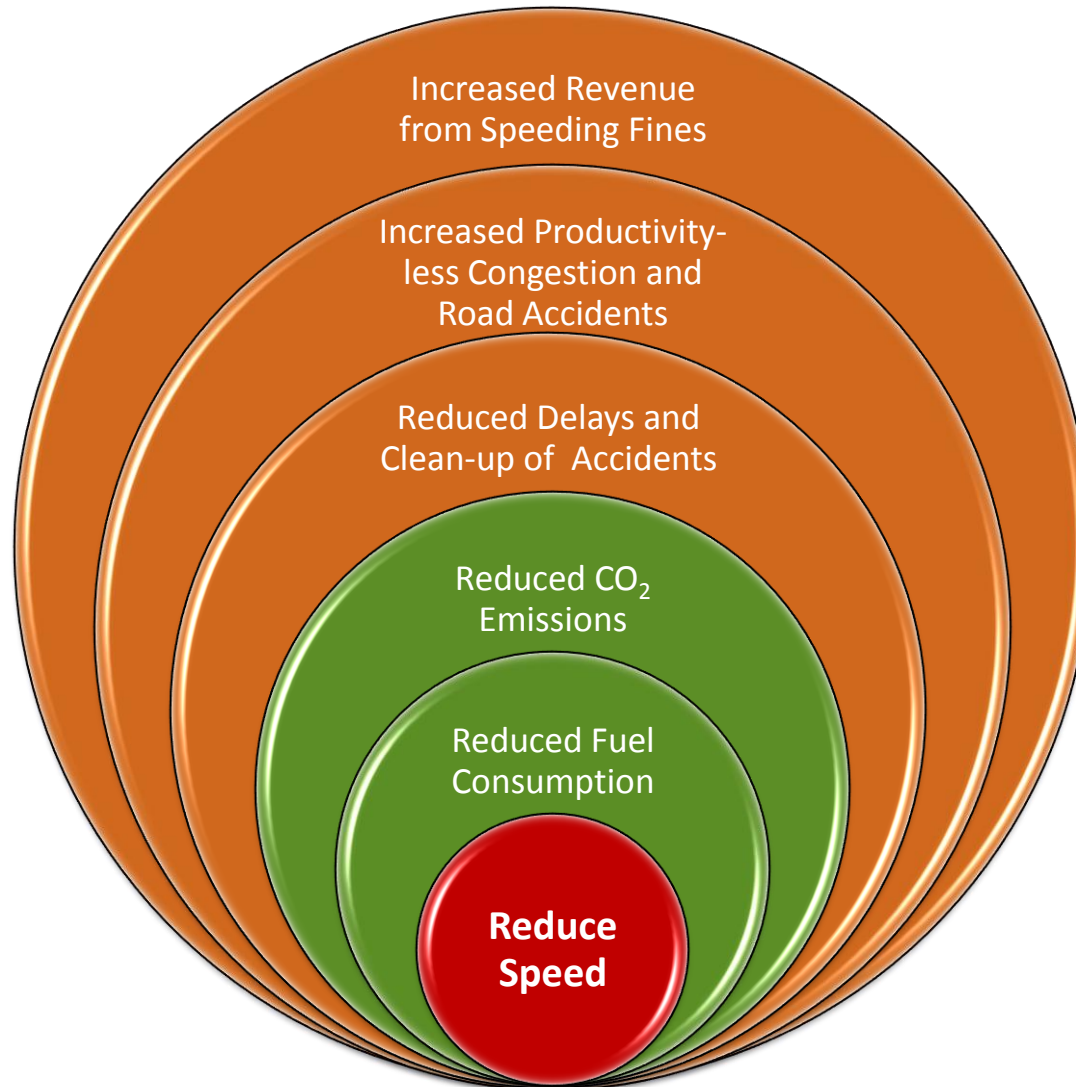 Increased Revenue
from Speeding Fines
Increased Productivity-
less Congestion and
Road Accidents
Reduced Delays and
Clean-up of  Accidents
Reduced CO₂
Emissions
Reduced Fuel
Consumption
Reduce
Speed